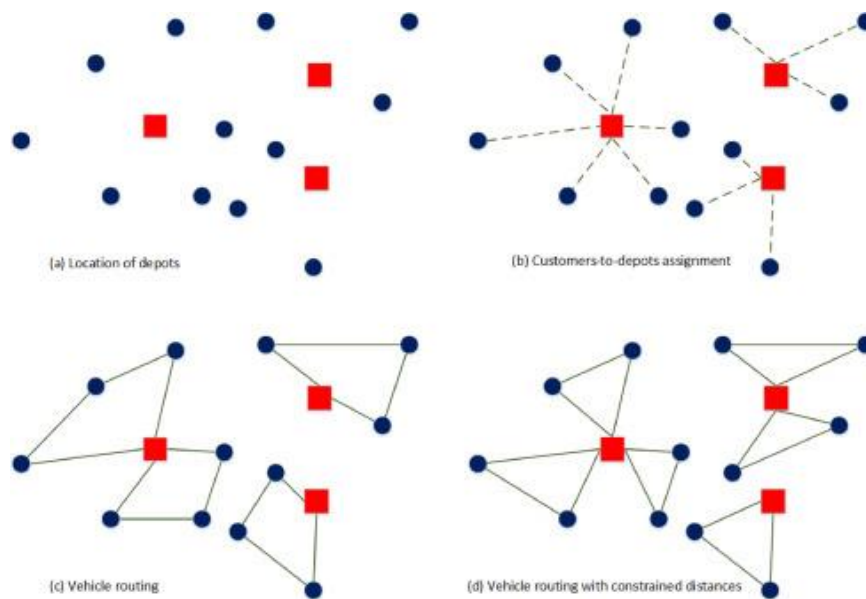 (a) Location of depots
(b) Customers-to-depots assignment
(c) Vehicle routing
(d) Vehicle routing with constrained distances